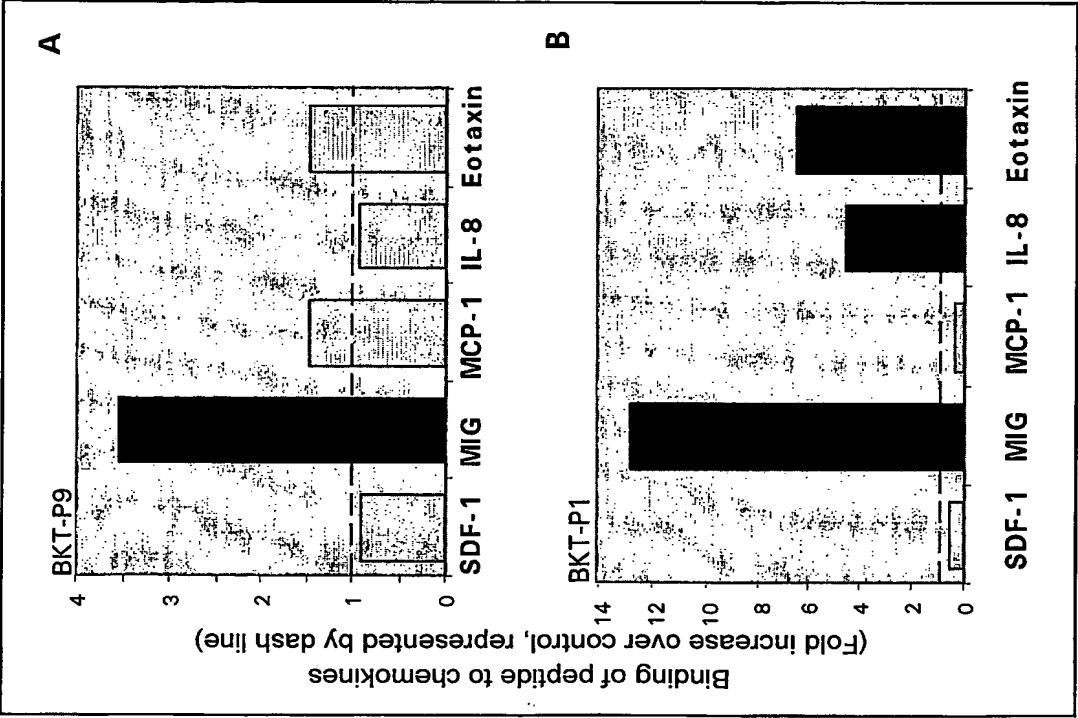 A
BKT-P9
4
3
2
1
0
SDF-1 MIG MCP-1 IL-8 Eotaxin
B
BKT-P1
14
12
10
8
6
4
2
0
SDF-1 MIG MCP-1 IL-8 Eotaxin
Binding of peptide to chemokines
(Fold increase over control, represented by dash line)